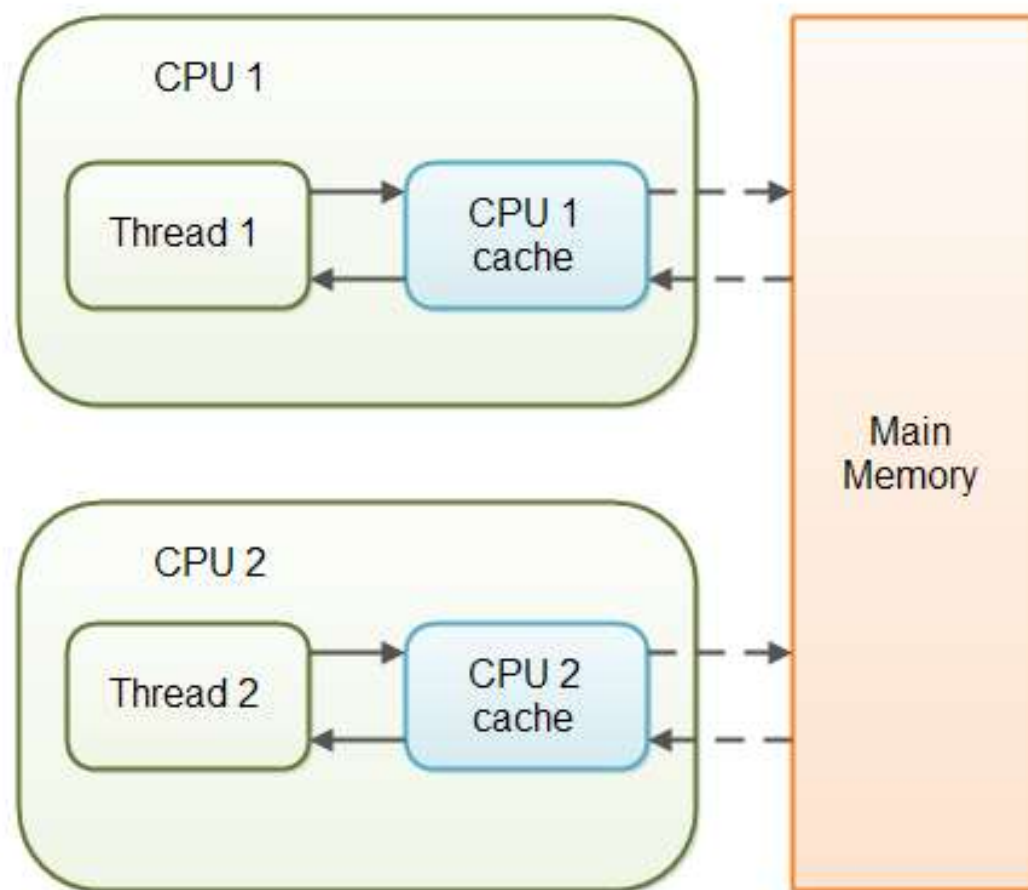 CPU 1
Thread 1
CPU 1
cache
Main
Memory
CPU 2
Thread 2
CPU 2
cache